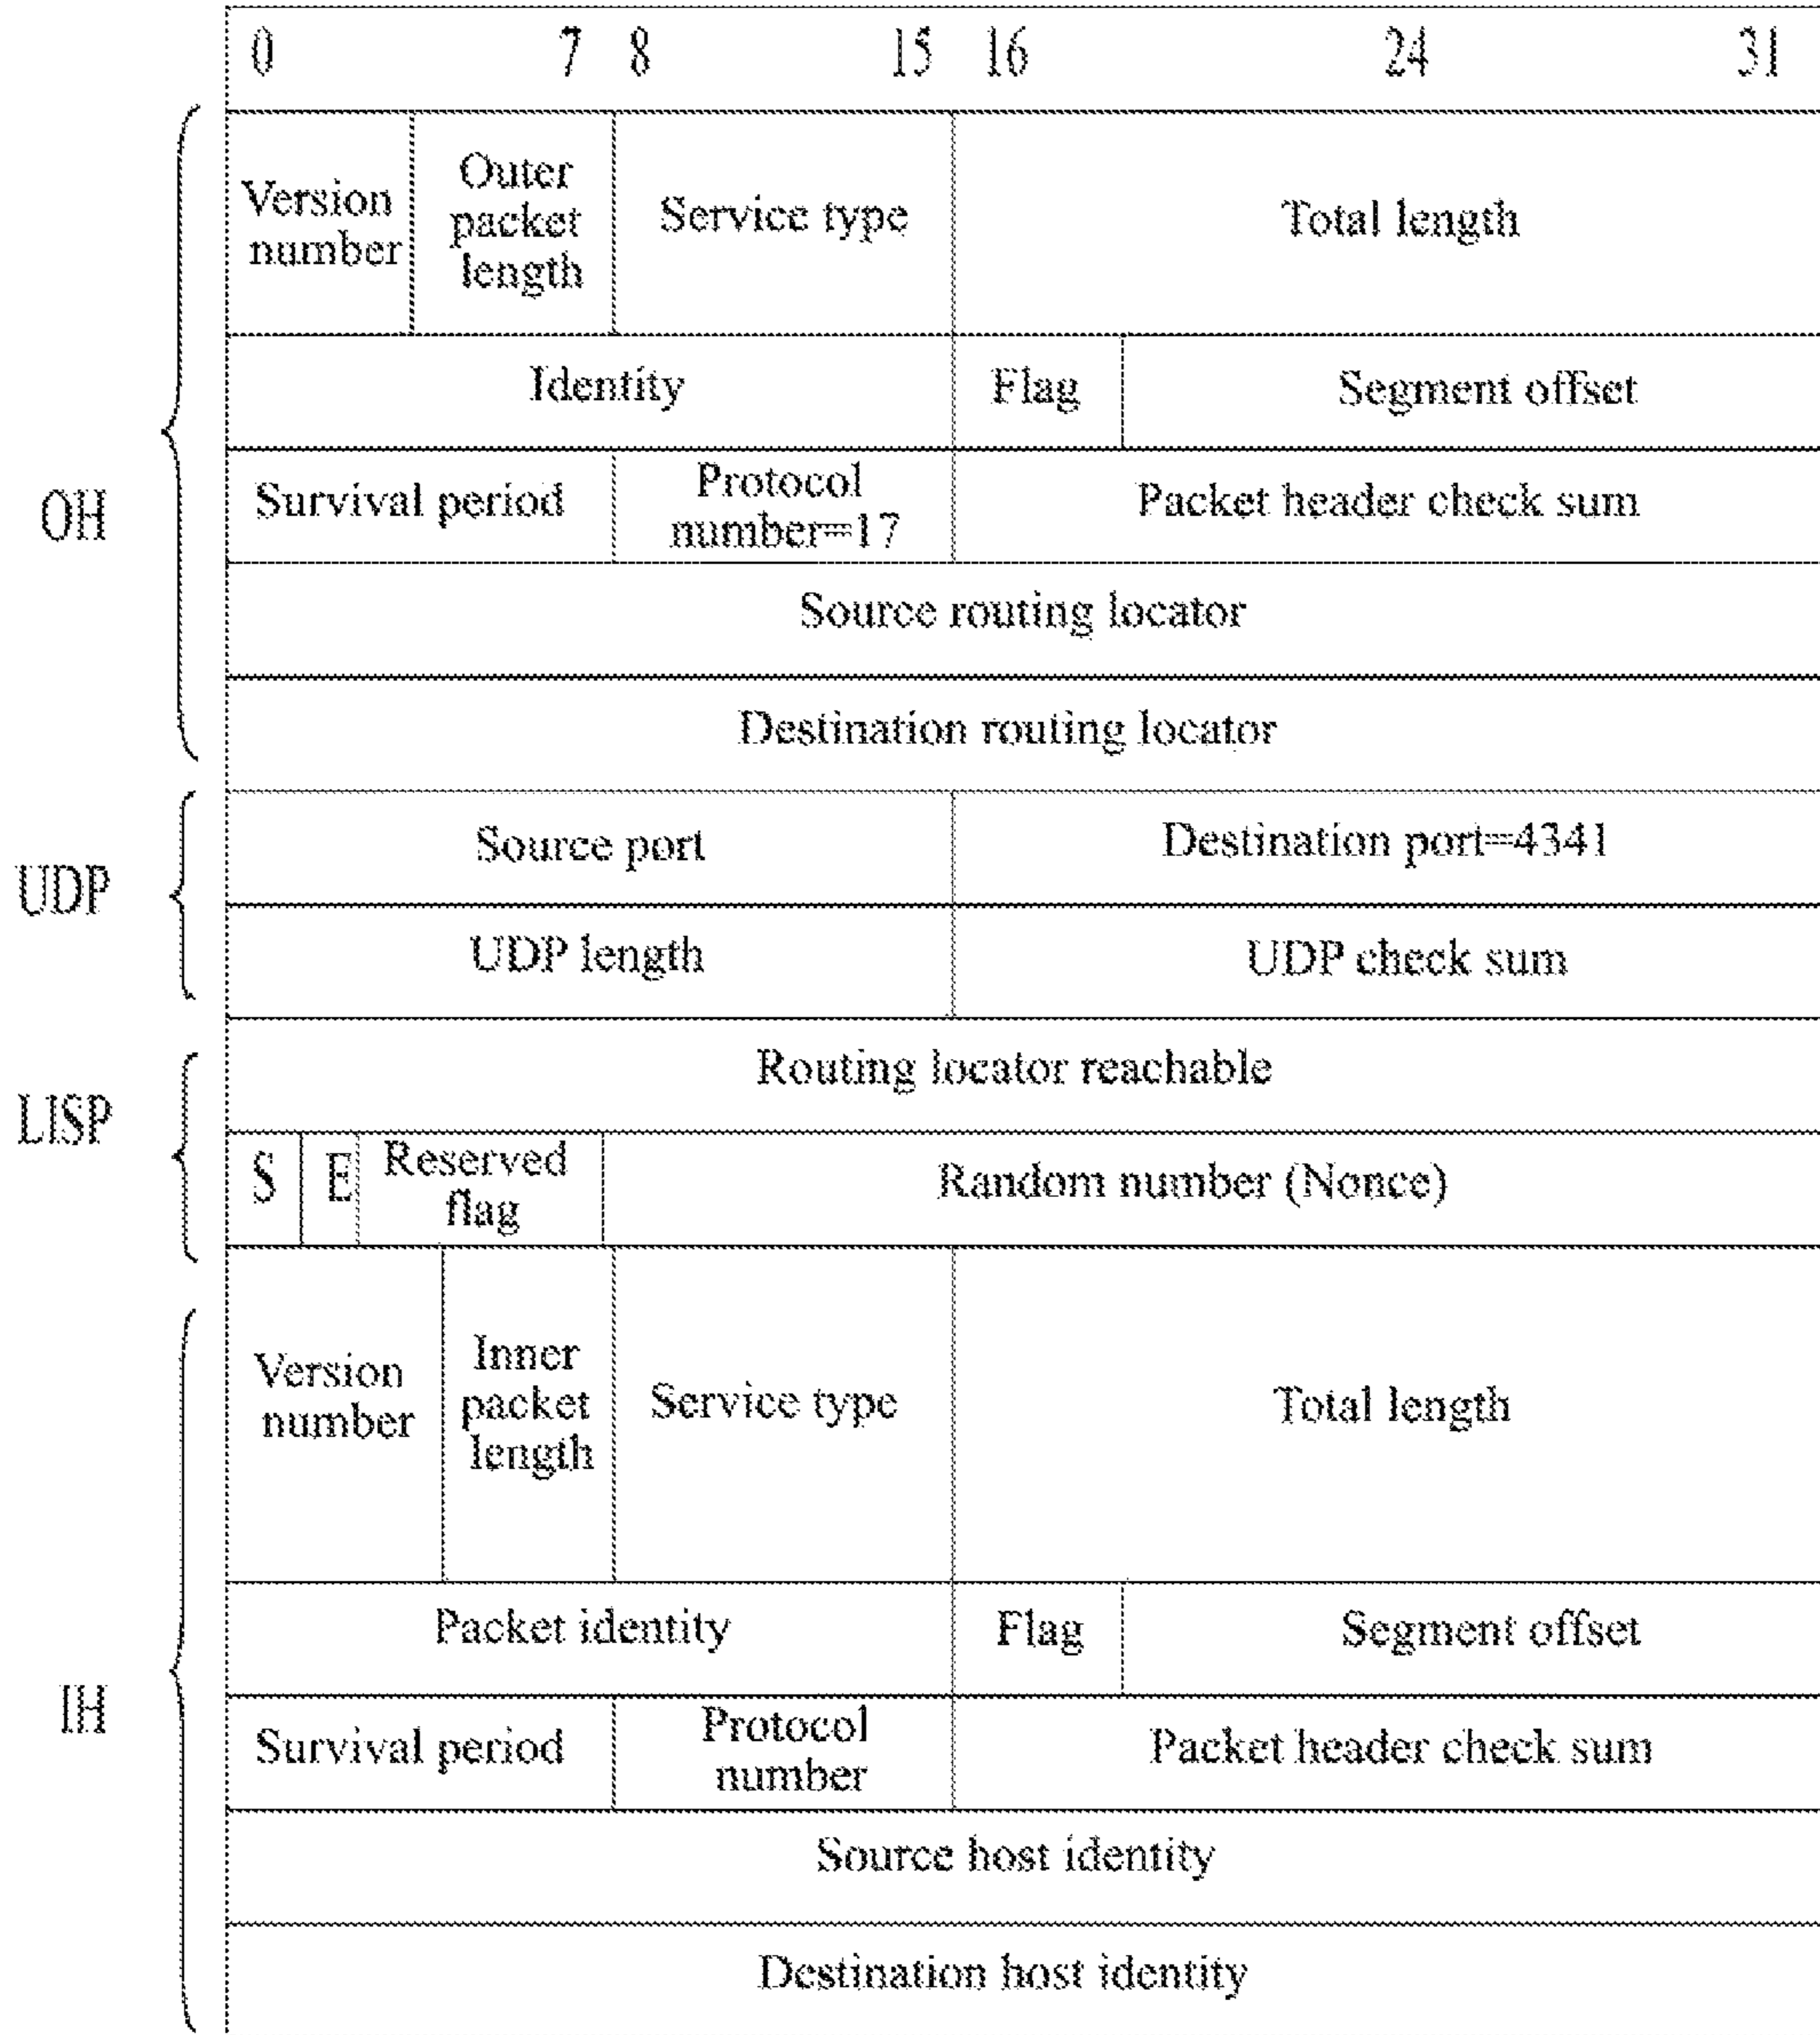 0 7 8 15 16 24 31
OH
Version
number
Outer
packet
length
Service type
Total length
Identity
Flag
Segment offset
Survival period
Protocol
number=17
Packet header check sum
Source routing locator
Destination routing locator
UDP
Source port
Destination port=4341
UDP length
UDP check sum
LISP
Routing locator reachable
S
E
Reserved
flag
Random number (Nonce)
IH
Version
number
Inner
packet
length
Service type
Total length
Packet identity
Flag
Segment offset
Survival period
Protocol
number
Packet header check sum
Source host identity
Destination host identity